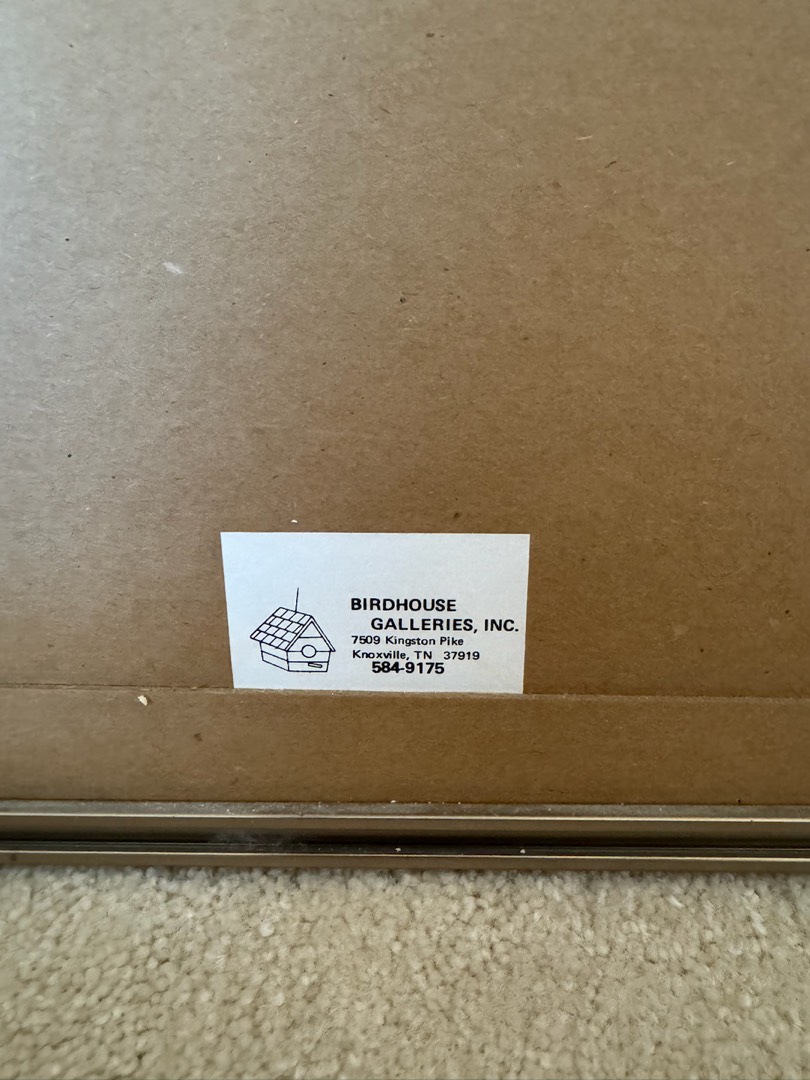 BIRDHOUSE
GALLERIES, INC.
7509 Kingston Pike
Knoxville, TN 37919
584-9175